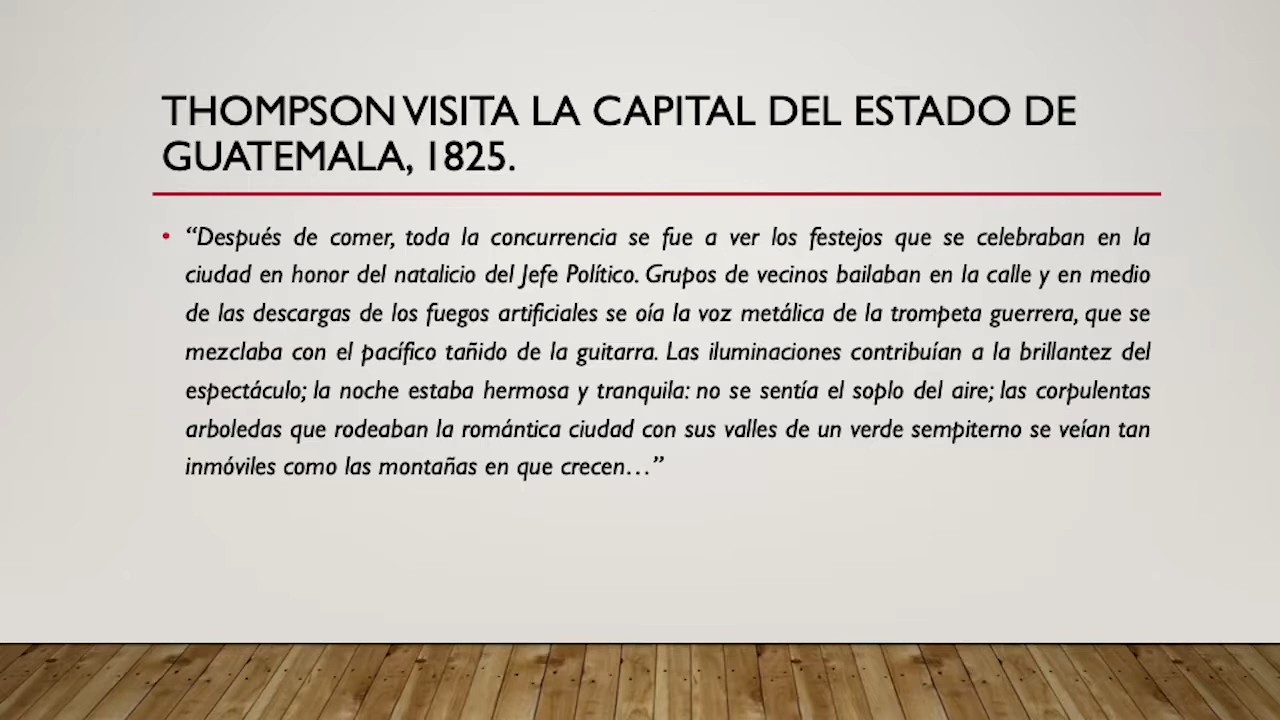 THOMPSON VISITA LA CAPITAL DEL ESTADO DE
GUATEMALA, 1825.
• “Después de comer, toda la concurrencia se fue a ver los festejos que se celebraban en la
ciudad en honor del natalicio del Jefe Político. Grupos de vecinos bailaban en la calle y en medio
de las descargas de los fuegos artificiales se oía la voz metálica de la trompeta guerrera, que se
mezclaba con el pacífico tañido de la guitarra. Las iluminaciones contribuían a la brillantez del
espectáculo; la noche estaba hermosa y tranquila: no se sentía el soplo del aire; las corpulentas
arboledas que rodeaban la romántica ciudad con sus valles de un verde sempiterno se veían tan
inmóviles como las montañas en que crecen…”